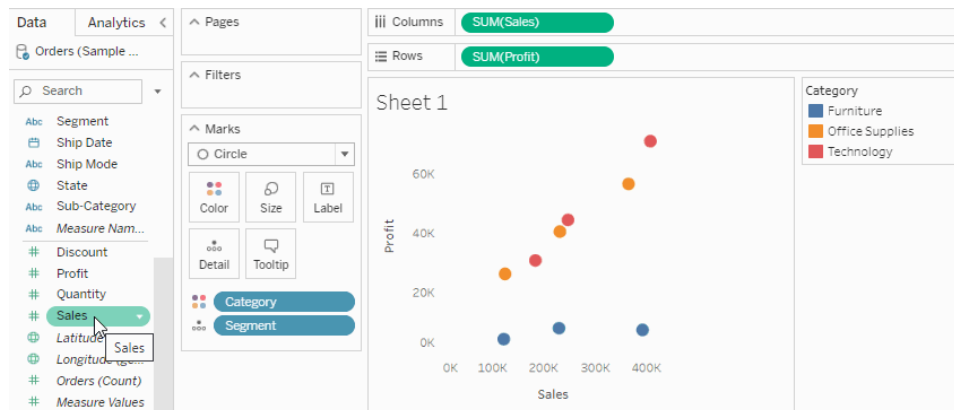 Data Analytics <
Orders (Sample ...
Search
Abc Segment
Ship Date
Abc Ship Mode
State
Abc Sub-Category
Abc Measure Nam...
# Discount
# Profit
# Quantity
# Sales
Latitude
Sales
Longitude (ge...
# Orders (Count)
# Measure Values
Pages
Filters
Marks
Circle
Color Size Label
T
Detail Tooltip
Category
Segment
iii Columns SUM(Sales)
Rows SUM(Profit)
Sheet 1
60K
40K
20K
0K
Profit
0K 100K 200K 300K 400K
Sales
Category
Furniture
Office Supplies
Technology